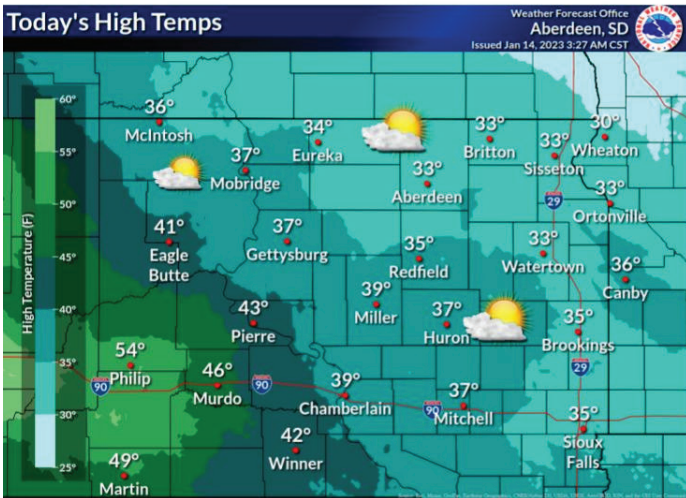 Today's High Temps
Weather Forecast Office
Aberdeen, SD
Issued Jan 14, 2023 3:27 AM CST
High Temperature (F)
60°
55°
50°
45°
40°
35°
30°
25°
36°
McIntosh
34°
Eureka
33°
Britton
33°
Sisseton
30°
Wheaton
37°
Mobridge
33°
Aberdeen
33°
Ortonville
29
41°
Eagle
Butte
37°
Gettysburg
35°
Redfield
33°
Watertown
36°
Canby
39°
Miller
43°
Pierre
37°
Huron
35°
Brookings
54°
Philip
90
46°
Murdo
90
39°
Chamberlain
90
37°
Mitchell
29
35°
Sioux
Falls
42°
Winner
49°
Martin